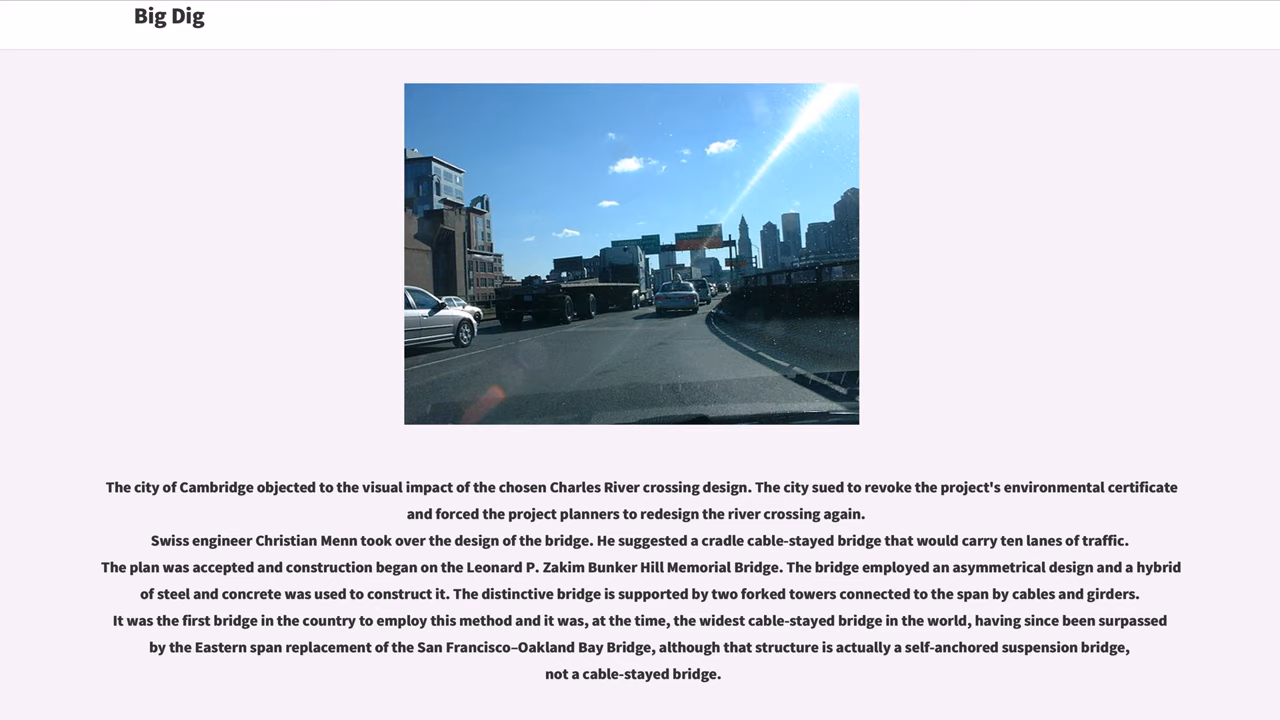 Big Dig
The city of Cambridge objected to the visual impact of the chosen Charles River crossing design. The city sued to revoke the project's environmental certificate
and forced the project planners to redesign the river crossing again.
Swiss engineer Christian Menn took over the design of the bridge. He suggested a cradle cable-stayed bridge that would carry ten lanes of traffic.
The plan was accepted and construction began on the Leonard P. Zakim Bunker Hill Memorial Bridge. The bridge employed an asymmetrical design and a hybrid
of steel and concrete was used to construct it. The distinctive bridge is supported by two forked towers connected to the span by cables and girders.
It was the first bridge in the country to employ this method and it was, at the time, the widest cable-stayed bridge in the world, having since been surpassed
by the Eastern span replacement of the San Francisco–Oakland Bay Bridge, although that structure is actually a self-anchored suspension bridge,
not a cable-stayed bridge.